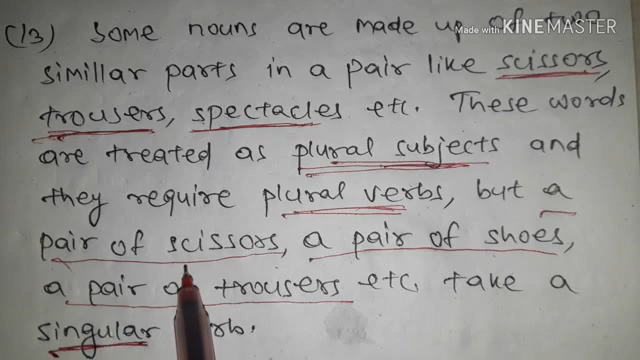 (13) Some nouns are made up of two
simillar parts in a pair like scissors,
trousers, spectacles etc. These words
are treated as plural subjects and
they require plural verbs, but a
pair of scissors, a pair of shoes,
a pair of trousers etc. take a
singular verb.
Made with KINEMASTER